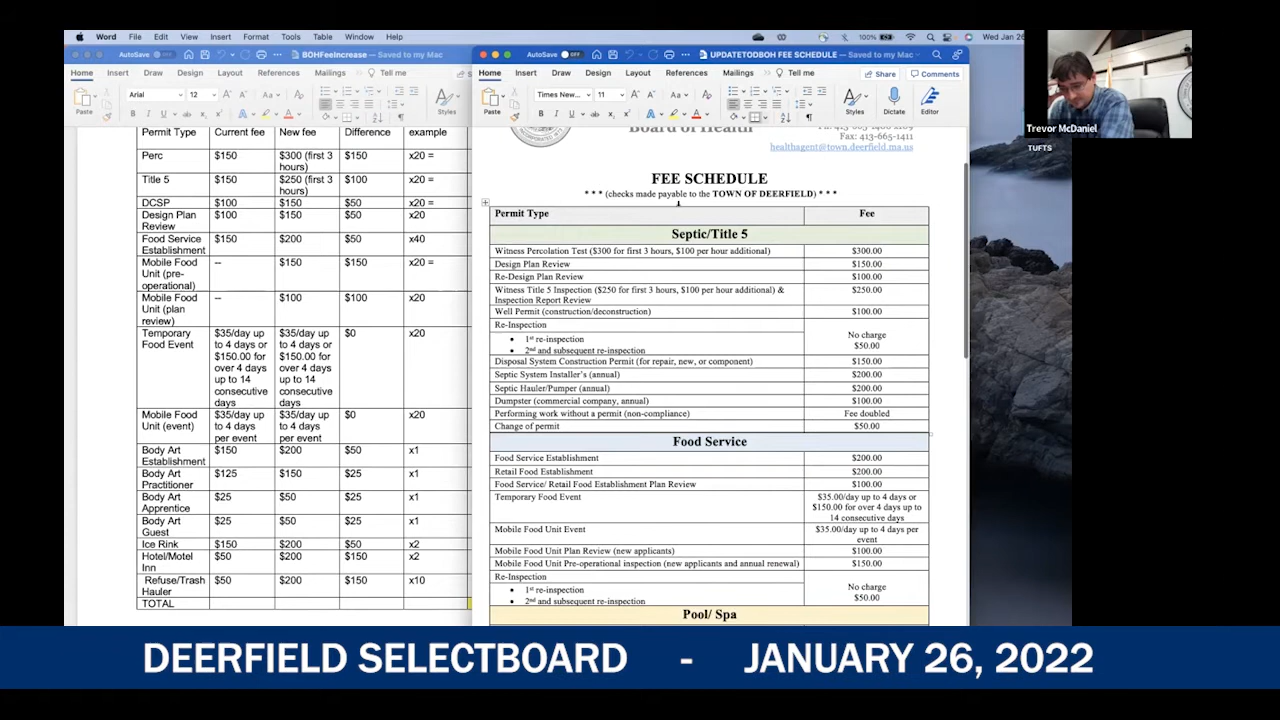 Word File Edit View Insert Format Tools Table Window Help
100%
Wed Jan 26
AutoSave OFF
BOHFeeIncrease — Saved to my Mac
Home Insert Draw Design Layout References Mailings >> Tell me
Paste
Arial 12
Styles
Permit Type Current fee New fee Difference example
Perc $150 $300 (first 3 hours) $150 x20 =
Title 5 $150 $250 (first 3 hours) $100 x20 =
DCSP $100 $150 $50 x20 =
Design Plan Review $100 $150 $50 x20
Food Service Establishment $150 $200 $50 x40
Mobile Food Unit (pre-operational) -- $150 $150 x20 =
Mobile Food Unit (plan review) -- $100 $100 x20
Temporary Food Event $35/day up to 4 days or $150.00 for over 4 days up to 14 consecutive days $35/day up to 4 days or $150.00 for over 4 days up to 14 consecutive days $0 x20
Mobile Food Unit (event) $35/day up to 4 days per event $35/day up to 4 days per event $0 x20
Body Art Establishment $150 $200 $50 x1
Body Art Practitioner $125 $150 $25 x1
Body Art Apprentice $25 $50 $25 x1
Body Art Guest $25 $50 $25 x1
Ice Rink $150 $200 $50 x2
Hotel/Motel Inn $50 $200 $150 x2
Refuse/Trash Hauler $50 $200 $150 x10
TOTAL
AutoSave OFF
UPDATETODBOH FEE SCHEDULE — Saved to my Mac
Home Insert Draw Design Layout References Mailings >> Tell me
Share Comments
Paste
Times New... 11
Styles Dictate Editor
Board of Health
Fax: 413-665-1411
healthagent@town.deerfield.ma.us
FEE SCHEDULE
* * * (checks made payable to the TOWN OF DEERFIELD) * * *
Permit Type Fee
Septic/Title 5
Witness Percolation Test ($300 for first 3 hours, $100 per hour additional) $300.00
Design Plan Review $150.00
Re-Design Plan Review $100.00
Witness Title 5 Inspection ($250 for first 3 hours, $100 per hour additional) & $250.00
Inspection Report Review
Well Permit (construction/deconstruction) $100.00
Re-Inspection
• 1st re-inspection No charge
• 2nd and subsequent re-inspection $50.00
Disposal System Construction Permit (for repair, new, or component) $150.00
Septic System Installer's (annual) $200.00
Septic Hauler/Pumper (annual) $200.00
Dumpster (commercial company, annual) $100.00
Performing work without a permit (non-compliance) Fee doubled
Change of permit $50.00
Food Service
Food Service Establishment $200.00
Retail Food Establishment $200.00
Food Service/ Retail Food Establishment Plan Review $100.00
Temporary Food Event $35.00/day up to 4 days or
$150.00 for over 4 days up to
14 consecutive days
Mobile Food Unit Event $35.00/day up to 4 days per
event
Mobile Food Unit Plan Review (new applicants) $100.00
Mobile Food Unit Pre-operational inspection (new applicants and annual renewal) $150.00
Re-Inspection
• 1st re-inspection No charge
• 2nd and subsequent re-inspection $50.00
Pool/ Spa
Trevor McDaniel
TUFTS
DEERFIELD SELECTBOARD - JANUARY 26, 2022